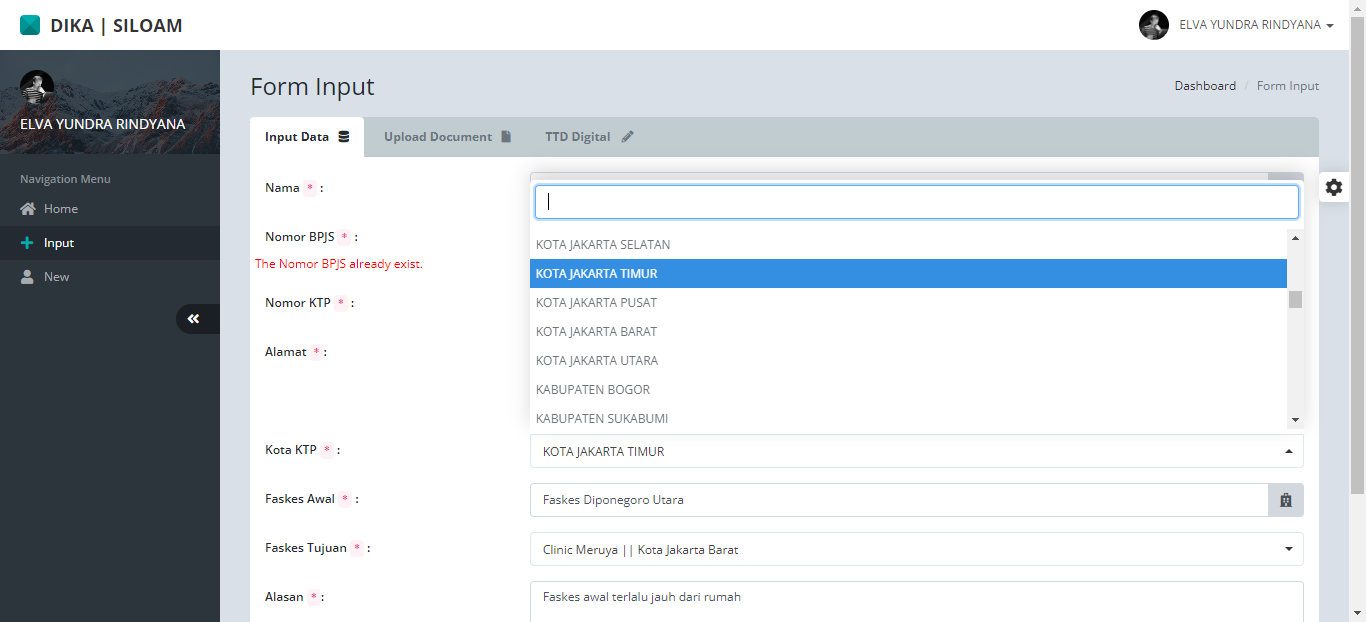 DIKA | SILOAM
ELVA YUNDRA RINDYANA
ELVA YUNDRA RINDYANA
Navigation Menu
Home
Input
New
Form Input
Dashboard / Form Input
Input Data
Upload Document
TTD Digital
Nama * :
Nomor BPJS * :
The Nomor BPJS already exist.
Nomor KTP * :
Alamat * :
KOTA JAKARTA SELATAN
KOTA JAKARTA TIMUR
KOTA JAKARTA PUSAT
KOTA JAKARTA BARAT
KOTA JAKARTA UTARA
KABUPATEN BOGOR
KABUPATEN SUKABUMI
Kota KTP * :
KOTA JAKARTA TIMUR
Faskes Awal * :
Faskes Diponegoro Utara
Faskes Tujuan * :
Clinic Meruya || Kota Jakarta Barat
Alasan * :
Faskes awal terlalu jauh dari rumah